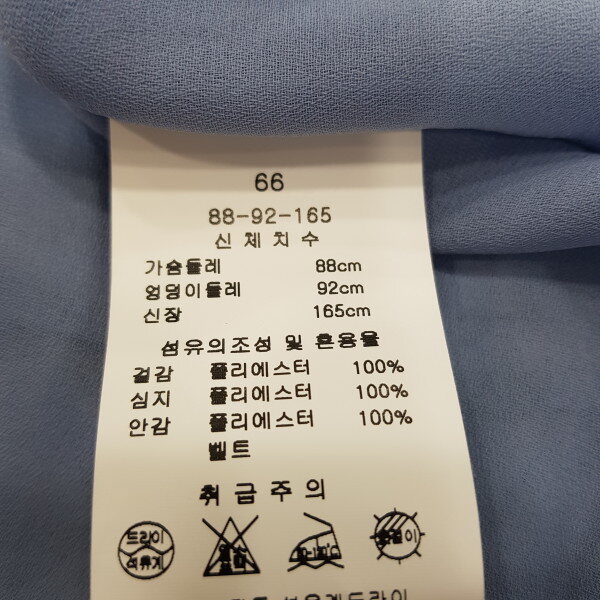 66
88-92-165
신체치수
가슴둘레 88cm
엉덩이둘레 92cm
신장 165cm
섬유의조성 및 혼용율
겉감 폴리에스터 100%
심지 폴리에스터 100%
안감 폴리에스터 100%
벨트
취급주의
드라이
석유계